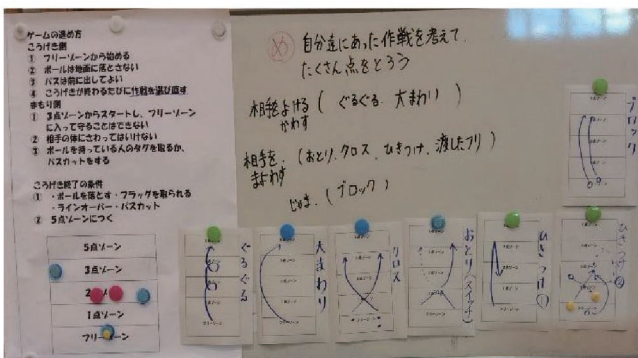 ゲームの進め方
こうげき側
① フリーゾーンから始める
② ボールは地面に落とさない
③ パスは前に出してよい
④ こうげきが終わるたびに作戦を選び直す
まもり側
① 3点ゾーンからスタートし、フリーゾーン
に入って守ることはできない
② 相手の体にさわってはいけない
③ ボールを持っている人のタグを取るか、
パスカットをする
こうげき終了の条件
① ・ボールを落とす・フラッグを取られる
・ラインオーバー・パスカット
② 5点ゾーンにつく
5点ゾーン
3点ゾーン
2
1点ゾーン
フリーゾーン
め
自分達にあった作戦を考えて、
たくさん点をとろう
相手をよける ( ぐるぐる、大まわり )
かわす
相手を、(おとり、クロス、ひきつけ、渡したフリ)
まよわす
じゃま、(ブロック)
ブロック
ぐるぐる
大まわり
クロス
おとり(スイッチ)
ひきつけ①
ひきつけ②